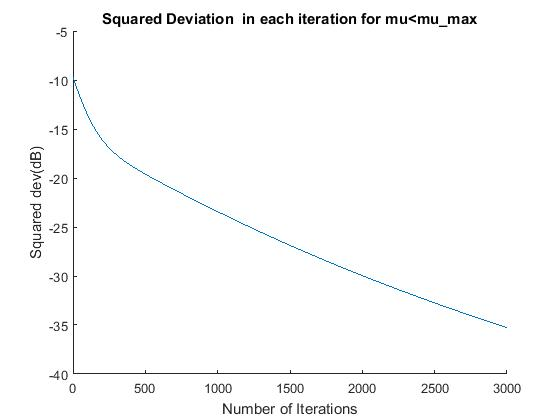 Squared Deviation  in each iteration for mu<mu_max
-5
-10
-15
-20
-25
-30
-35
-40
Squared dev(dB)
0 500 1000 1500 2000 2500 3000
Number of Iterations